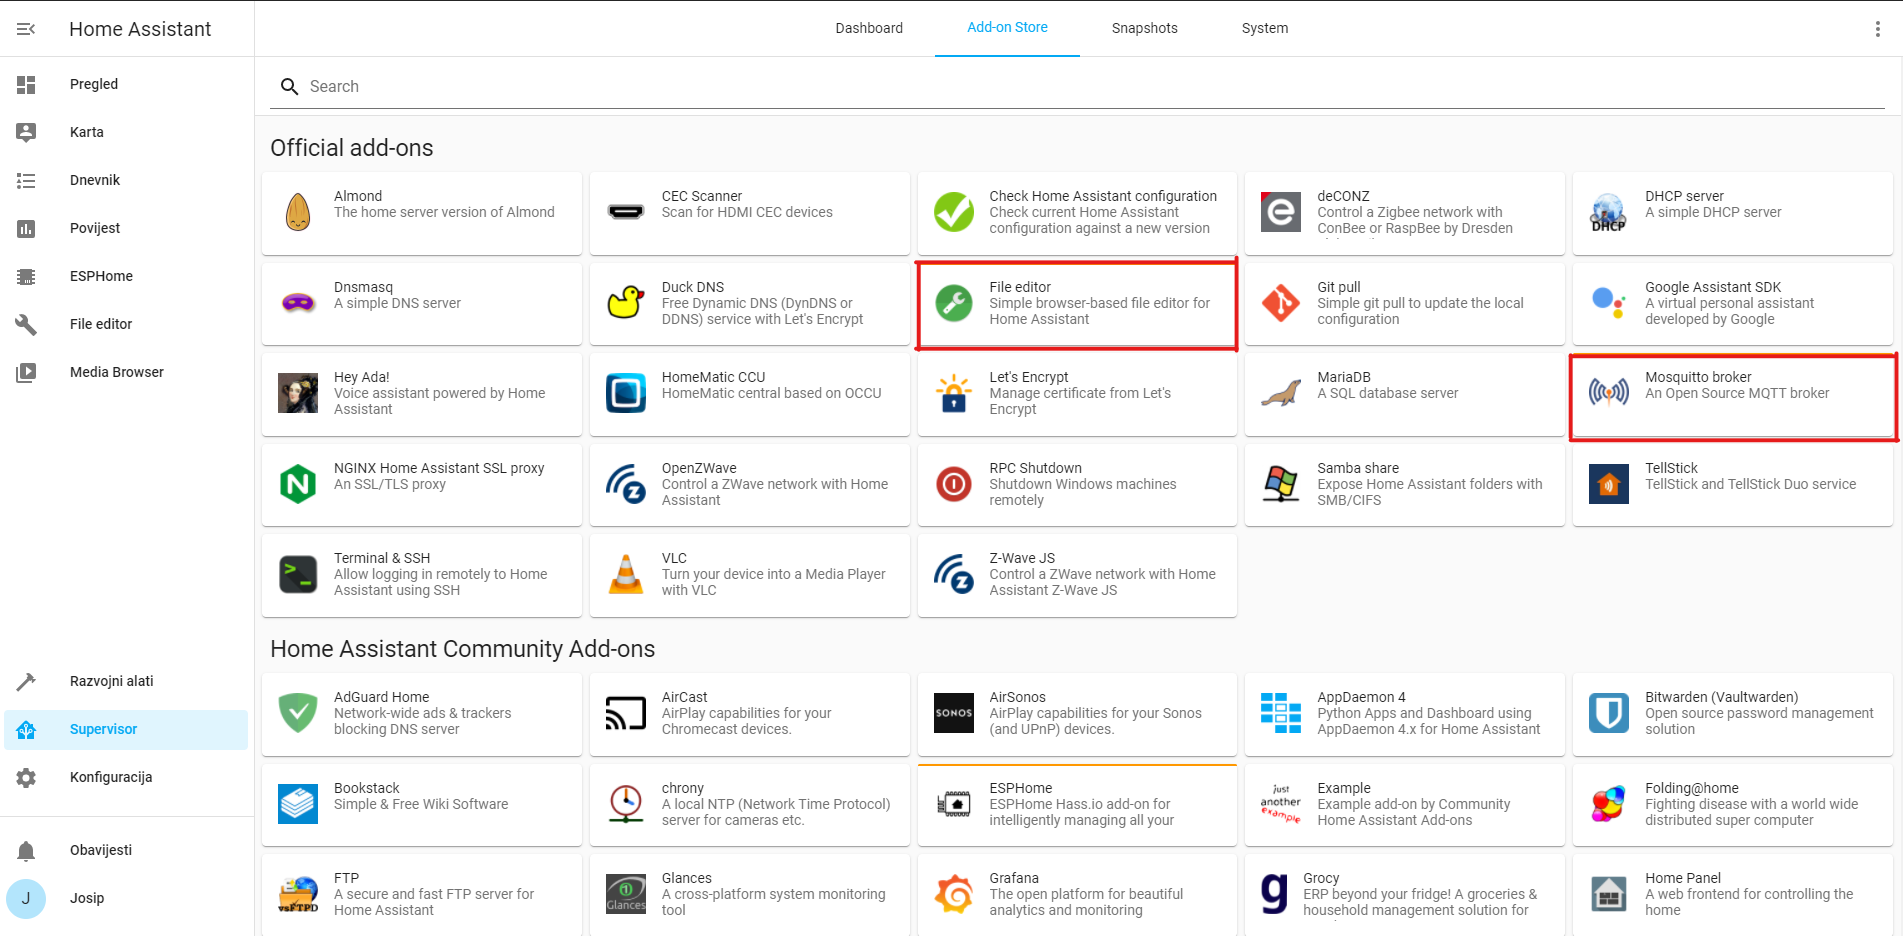 Home Assistant
Dashboard
Add-on Store
Snapshots
System
Pregled
Karta
Dnevnik
Povijest
ESPHome
File editor
Media Browser
Razvojni alati
Supervisor
Konfiguracija
Obavijesti
J
Josip
Search
Official add-ons
Almond
The home server version of Almond
CEC Scanner
Scan for HDMI CEC devices
Check Home Assistant configuration
Check current Home Assistant
configuration against a new version
deCONZ
Control a Zigbee network with
ConBee or RaspBee by Dresden
DHCP
DHCP server
A simple DHCP server
Dnsmasq
A simple DNS server
Duck DNS
Free Dynamic DNS (DynDNS or
DDNS) service with Let's Encrypt
File editor
Simple browser-based file editor for
Home Assistant
Git pull
Simple git pull to update the local
configuration
Google Assistant SDK
A virtual personal assistant
developed by Google
Hey Ada!
Voice assistant powered by Home
Assistant
HomeMatic CCU
HomeMatic central based on OCCU
Let's Encrypt
Manage certificate from Let's
Encrypt
MariaDB
A SQL database server
Mosquitto broker
An Open Source MQTT broker
NGINX Home Assistant SSL proxy
An SSL/TLS proxy
OpenZWave
Control a ZWave network with Home
Assistant
RPC Shutdown
Shutdown Windows machines
remotely
Samba share
Expose Home Assistant folders with
SMB/CIFS
TellStick
TellStick and TellStick Duo service
Terminal & SSH
Allow logging in remotely to Home
Assistant using SSH
VLC
Turn your device into a Media Player
with VLC
Z-Wave JS
Control a ZWave network with Home
Assistant Z-Wave JS
Home Assistant Community Add-ons
AdGuard Home
Network-wide ads & trackers
blocking DNS server
AirCast
AirPlay capabilities for your
Chromecast devices.
SONOS
AirSonos
AirPlay capabilities for your Sonos
(and UPnP) devices.
AppDaemon 4
Python Apps and Dashboard using
AppDaemon 4.x for Home Assistant
Bitwarden (Vaultwarden)
Open source password management
solution
Bookstack
Simple & Free Wiki Software
chrony
A local NTP (Network Time Protocol)
server for cameras etc.
ESPHome
ESPHome Hass.io add-on for
intelligently managing all your
just
another
example
Example
Example add-on by Community
Home Assistant Add-ons
Folding@home
Fighting disease with a world wide
distributed super computer
vsFTPD
FTP
A secure and fast FTP server for
Home Assistant
Glances
Glances
A cross-platform system monitoring
tool
Grafana
The open platform for beautiful
analytics and monitoring
g
Grocy
ERP beyond your fridge! A groceries &
household management solution for
Home Panel
A web frontend for controlling the
home